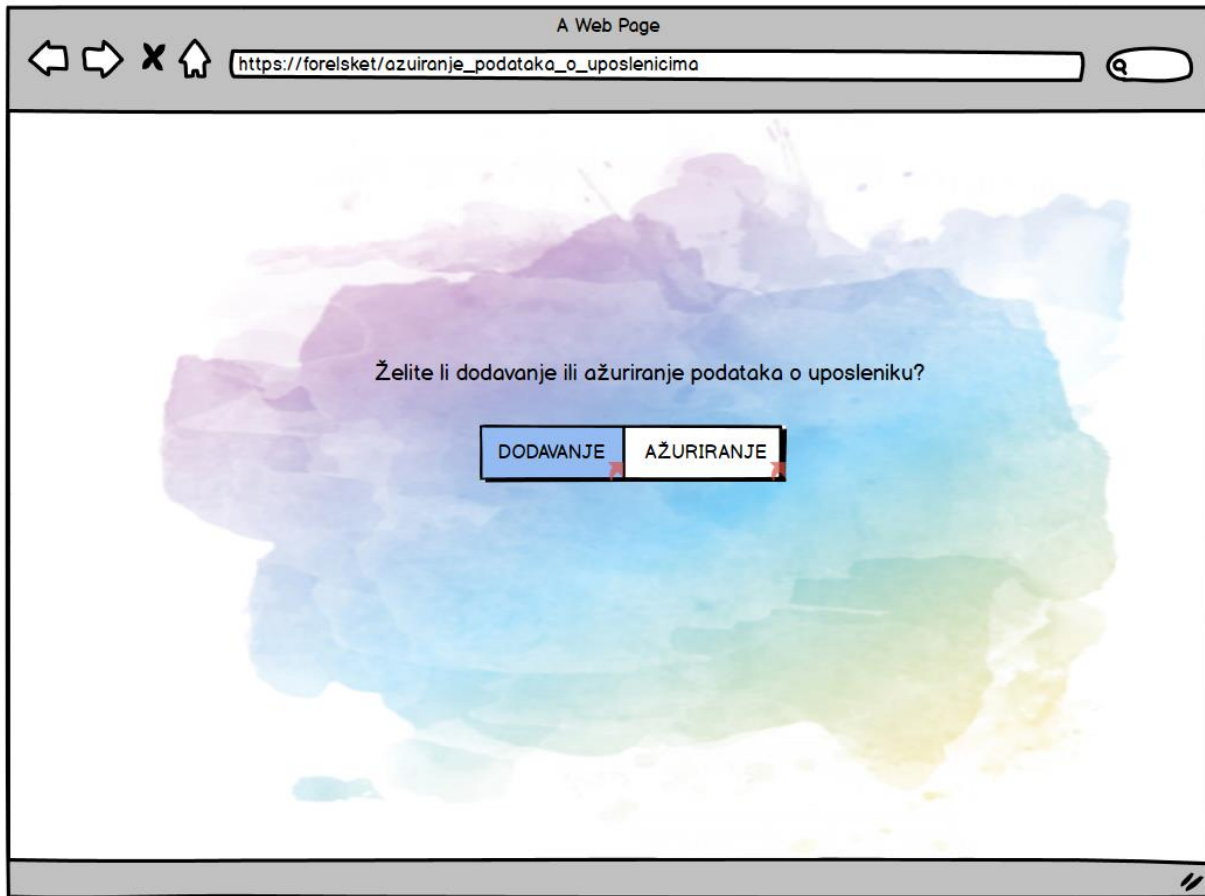 A Web Page
https://forelsket/azuiranje_podataka_o_uposlenicima
Želite li dodavanje ili ažuriranje podataka o uposleniku?
DODAVANJE AŽURIRANJE